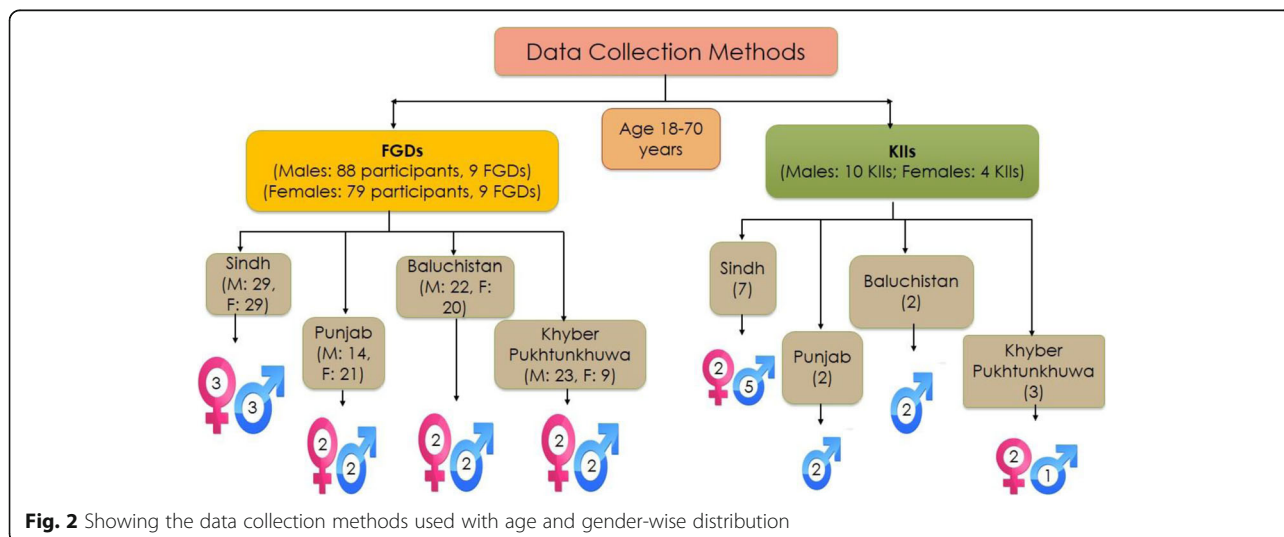 Data Collection Methods
Age 18-70
years
FGDs
(Males: 88 participants, 9 FGDs)
(Females: 79 participants, 9 FGDs)
KIIs
(Males: 10 KIIs; Females: 4 KIIs)
Sindh
(M: 29,
F: 29)
Punjab
(M: 14,
F: 21)
Baluchistan
(M: 22, F:
20)
Khyber
Pukhtunkhuwa
(M: 23, F: 9)
Sindh
(7)
Punjab
(2)
Baluchistan
(2)
Khyber
Pukhtunkhuwa
(3)
3
3
2
2
2
2
2
2
2
5
2
2
2
1
Fig. 2 Showing the data collection methods used with age and gender-wise distribution